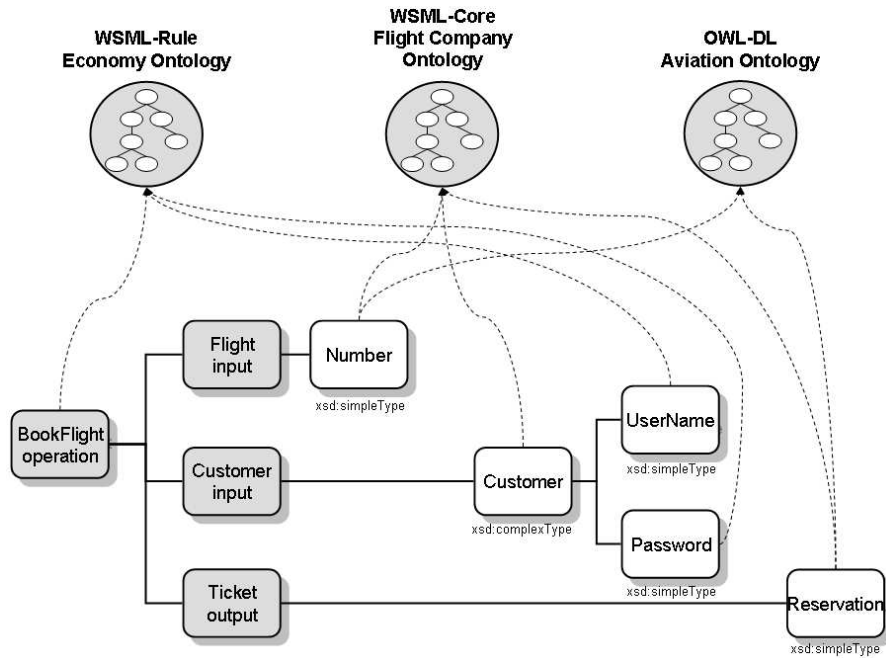 WSML-Rule
Economy Ontology
WSML-Core
Flight Company
Ontology
OWL-DL
Aviation Ontology
Flight
input
Number
xsd:simpleType
BookFlight
operation
UserName
xsd:simpleType
Customer
input
Customer
xsd:complexType
Password
xsd:simpleType
Ticket
output
Reservation
xsd:simpleType